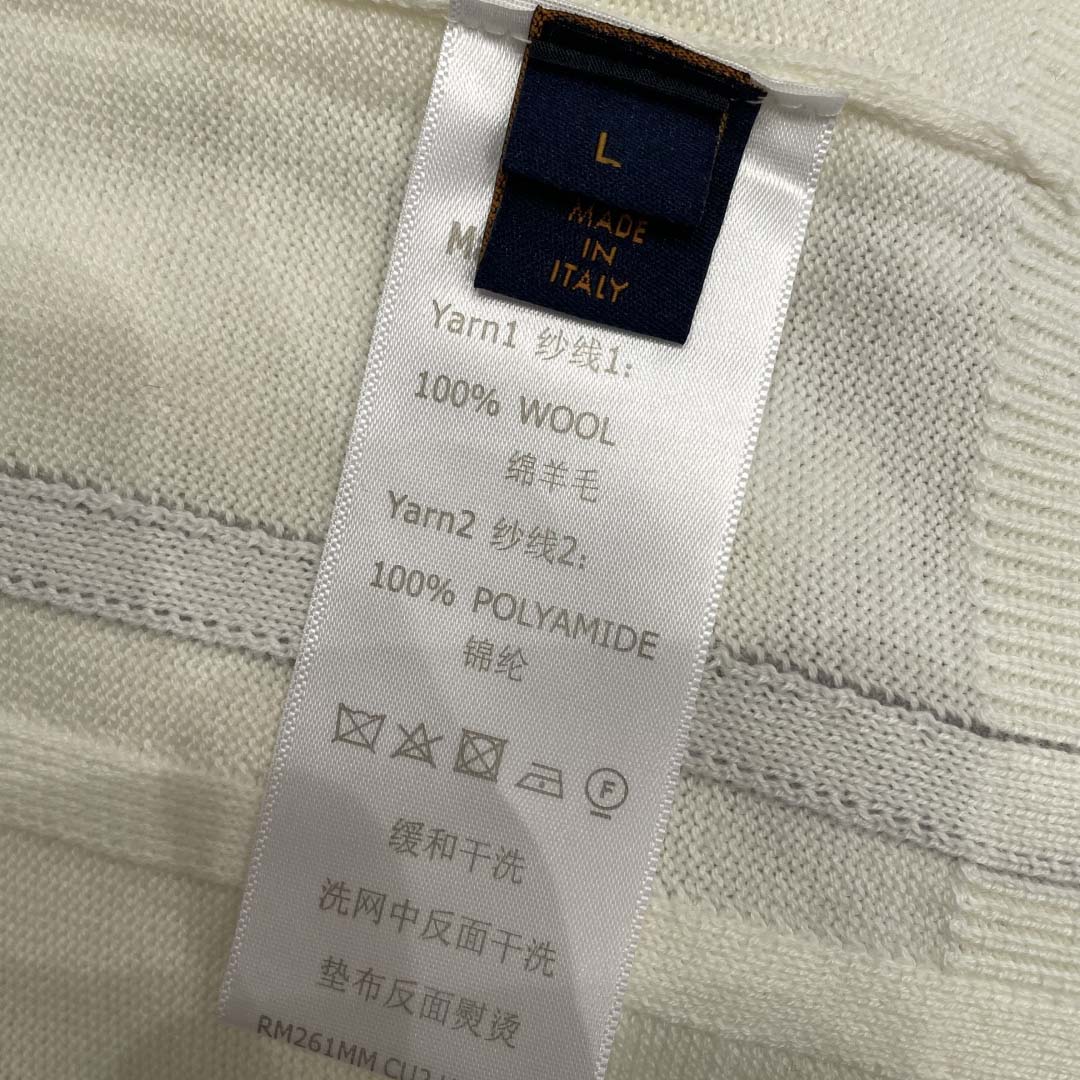 L
MADE
IN
ITALY
Yarn1 纱线1:
100% WOOL
绵羊毛
Yarn2 纱线2:
100% POLYAMIDE
锦纶
F
缓和干洗
洗网中反面干洗
垫布反面熨烫
RM261MM